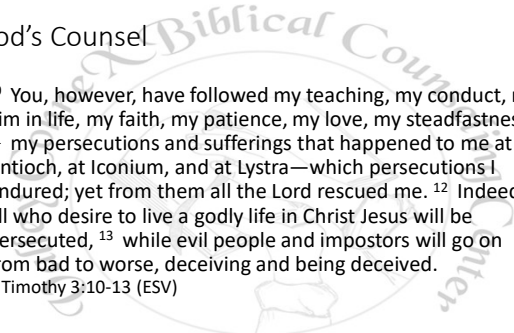 od's Counsel
You, however, have followed my teaching, my conduct, m
im in life, my faith, my patience, my love, my steadfastnes
my persecutions and sufferings that happened to me at
ntioch, at Iconium, and at Lystra—which persecutions I
ndured; yet from them all the Lord rescued me. 12 Indeed
ll who desire to live a godly life in Christ Jesus will be
ersecuted, 13 while evil people and impostors will go on
rom bad to worse, deceiving and being deceived.
Timothy 3:10-13 (ESV)
Biblical
Center